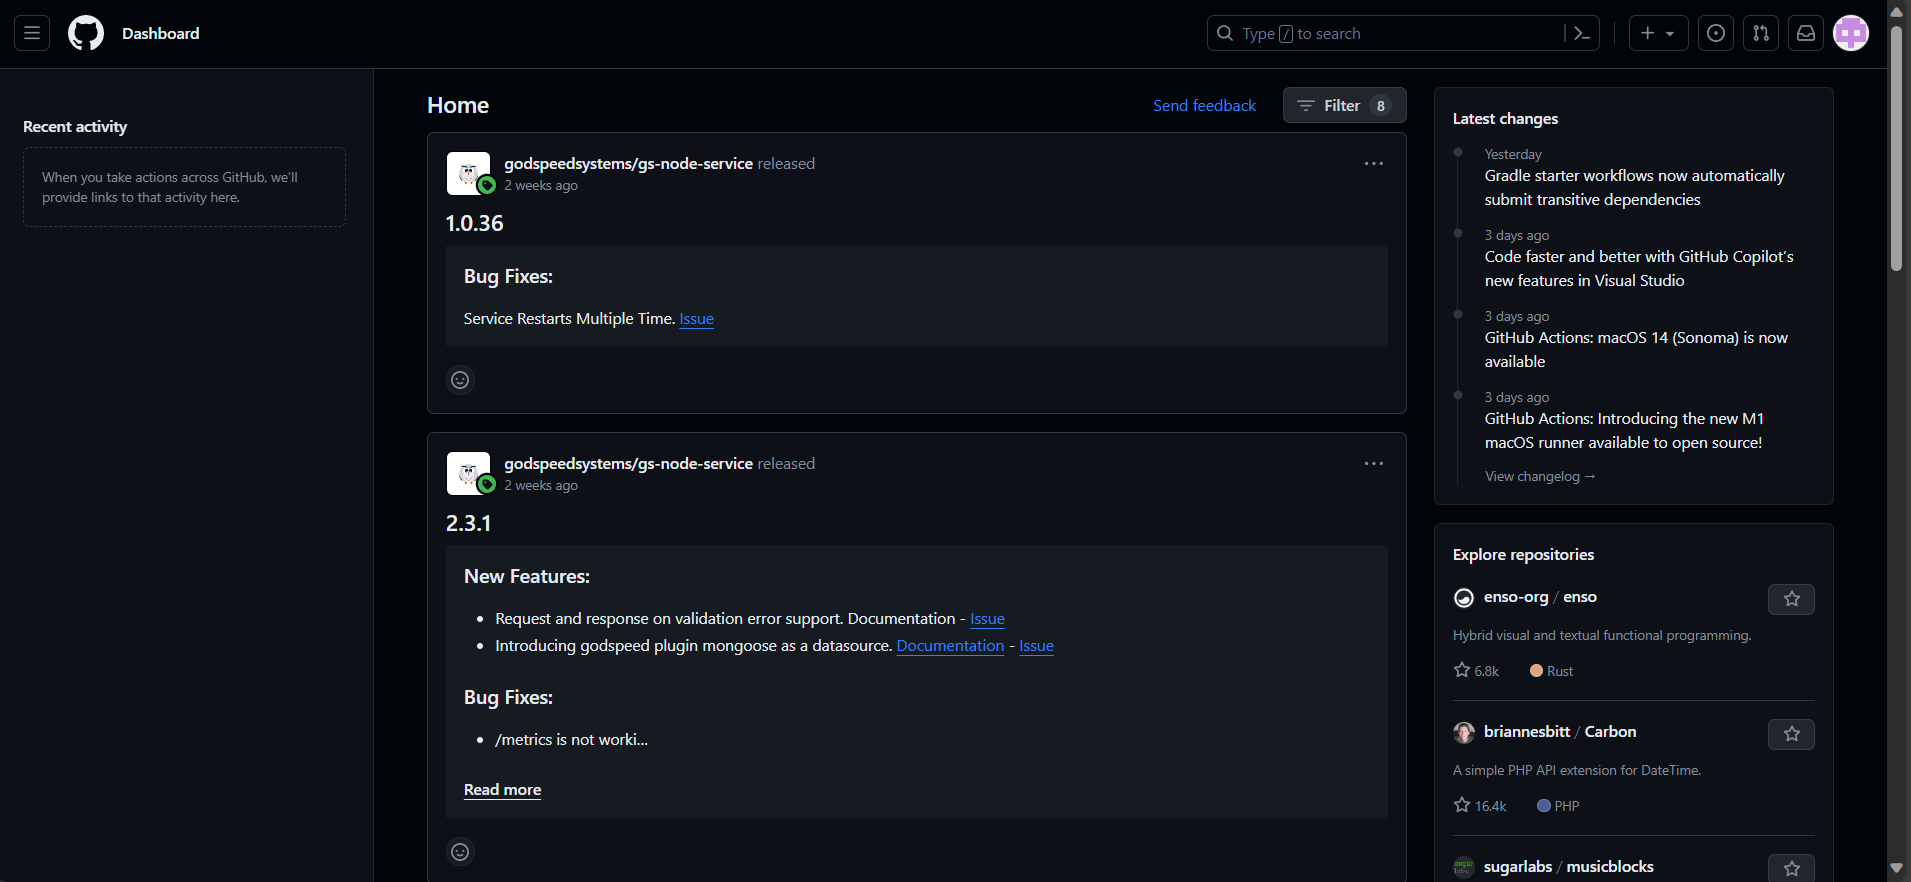 Dashboard
Type / to search
Recent activity
When you take actions across GitHub, we'll
provide links to that activity here.
Home
Send feedback
Filter 8
godspeedsystems/gs-node-service released
2 weeks ago
1.0.36
Bug Fixes:
Service Restarts Multiple Time. Issue
godspeedsystems/gs-node-service released
2 weeks ago
2.3.1
New Features:
Request and response on validation error support. Documentation - Issue
Introducing godspeed plugin mongoose as a datasource. Documentation - Issue
Bug Fixes:
/metrics is not worki...
Read more
Latest changes
Yesterday
Gradle starter workflows now automatically
submit transitive dependencies
3 days ago
Code faster and better with GitHub Copilot's
new features in Visual Studio
3 days ago
GitHub Actions: macOS 14 (Sonoma) is now
available
3 days ago
GitHub Actions: Introducing the new M1
macOS runner available to open source!
View changelog →
Explore repositories
enso-org / enso
Hybrid visual and textual functional programming.
6.8k Rust
briannesbitt / Carbon
A simple PHP API extension for DateTime.
16.4k PHP
sugarlabs / musicblocks